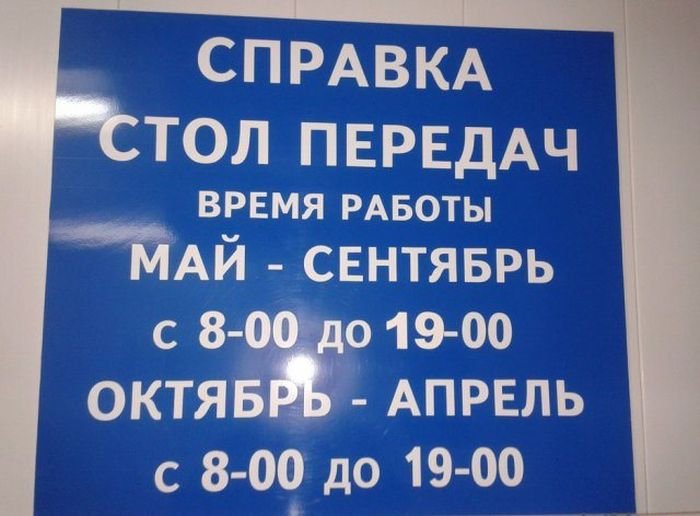 СПРАВКА
СТОЛ ПЕРЕДАЧ
ВРЕМЯ РАБОТЫ
МАЙ - СЕНТЯБРЬ
с 8-00 до 19-00
ОКТЯБРЬ - АПРЕЛЬ
с 8-00 до 19-00